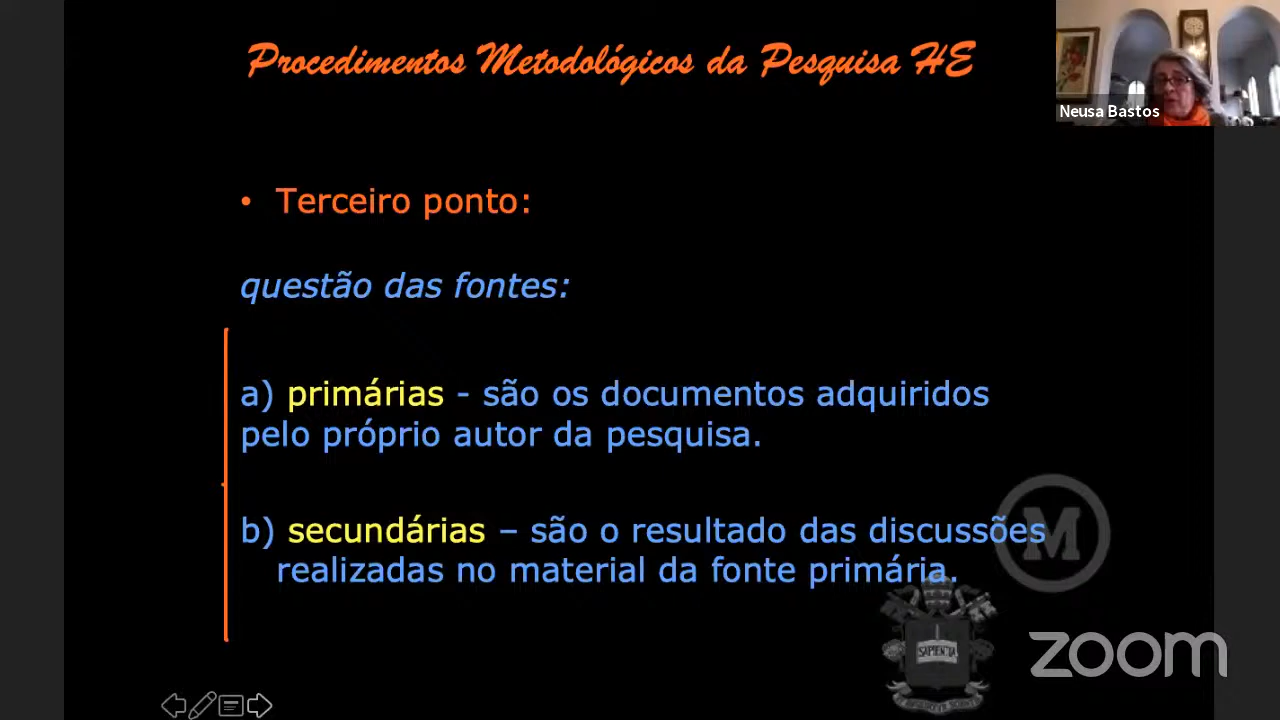 Procedimentos Metodológicos da Pesquisa HE
Neusa Bastos
• Terceiro ponto:
questão das fontes:
a) primárias - são os documentos adquiridos
pelo próprio autor da pesquisa.
b) secundárias – são o resultado das discussões
realizadas no material da fonte primária.
M
SAPIENTIA
zoom